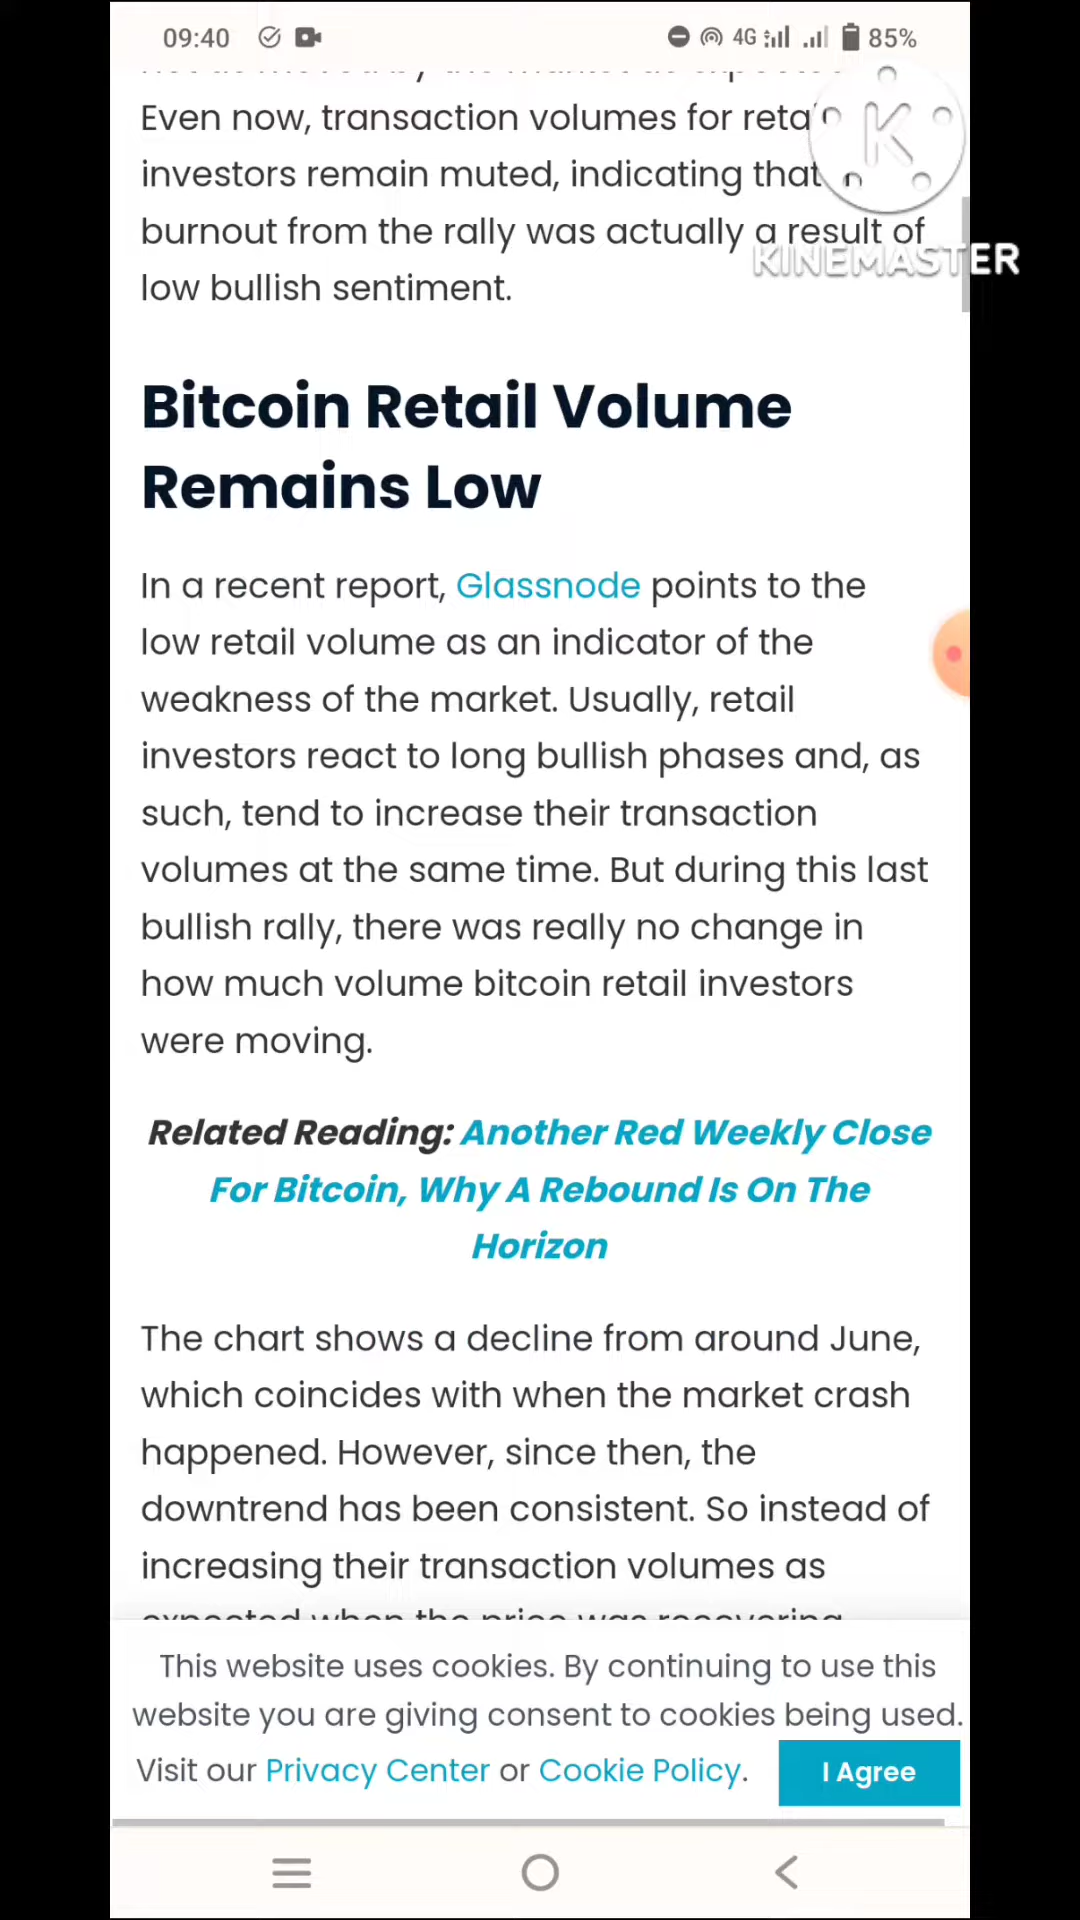 09:40 4G 85%
Even now, transaction volumes for
investors remain muted, indicating that
burnout from the rally was actually a result of
low bullish sentiment.
K
KINEMASTER
Bitcoin Retail Volume
Remains Low
In a recent report, Glassnode points to the
low retail volume as an indicator of the
weakness of the market. Usually, retail
investors react to long bullish phases and, as
such, tend to increase their transaction
volumes at the same time. But during this last
bullish rally, there was really no change in
how much volume bitcoin retail investors
were moving.
Related Reading: Another Red Weekly Close
For Bitcoin, Why A Rebound Is On The
Horizon
The chart shows a decline from around June,
which coincides with when the market crash
happened. However, since then, the
downtrend has been consistent. So instead of
increasing their transaction volumes as
expected when the price was recovering
This website uses cookies. By continuing to use this
website you are giving consent to cookies being used.
Visit our Privacy Center or Cookie Policy.
I Agree